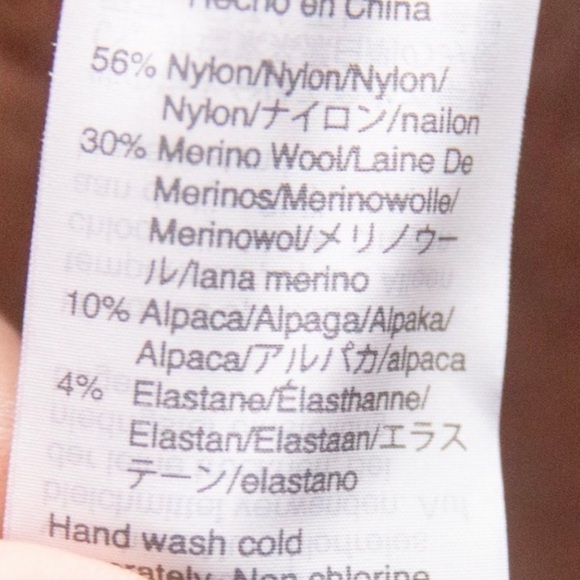 Hecho en China
56% Nylon/Nylon/Nylon/
Nylon/ナイロン/nailon
30% Merino Wool/Laine De
Merinos/Merinowolle/
Merinowol/メリノウー
ル/lana merino
10% Alpaca/Alpaga/Alpaka/
Alpaca/アルパカ/alpaca
4% Elastane/Élasthanne/
Elastan/Elastaan/エラス
テーン/elastano
Hand wash cold
Non chlorine